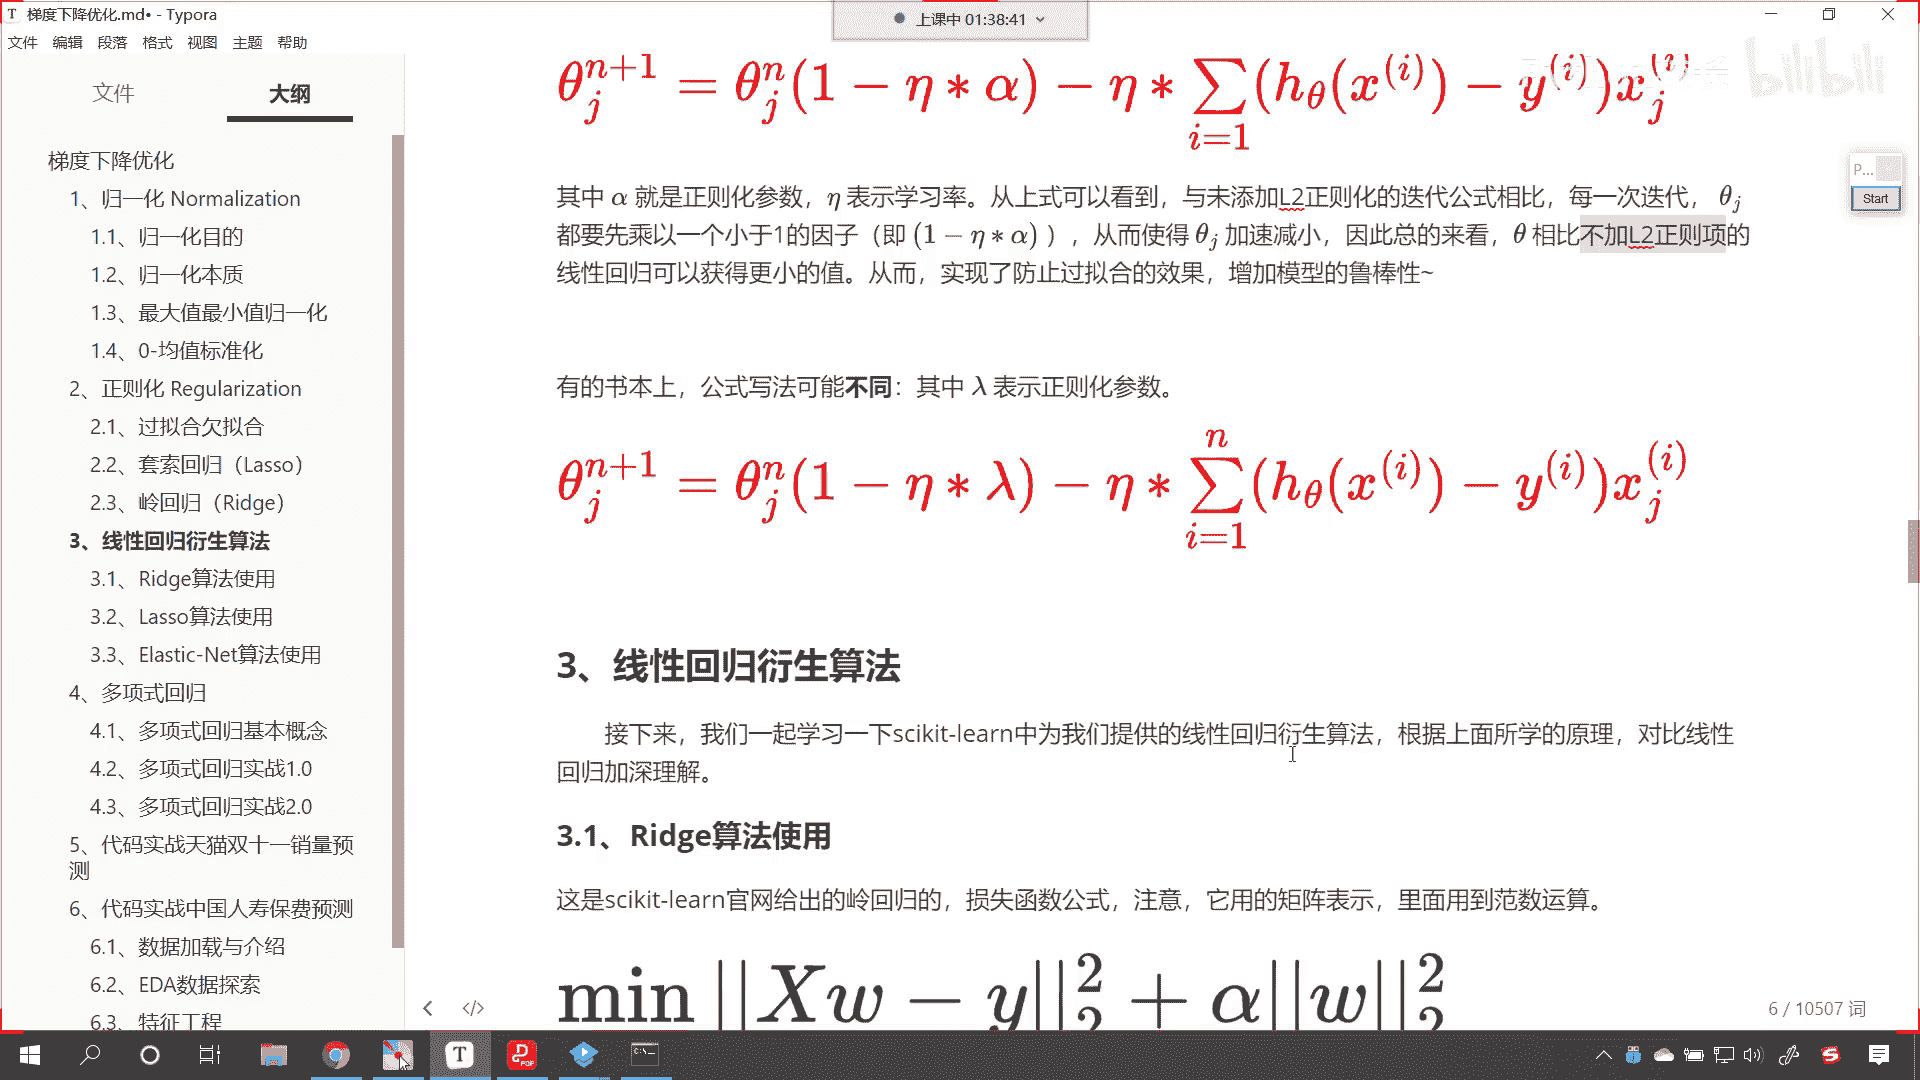 梯度下降优化.md• - Typora
上课中 01:38:41
文件 编辑 段落 格式 视图 主题 帮助
文件 大纲
梯度下降优化
1、归一化 Normalization
1.1、归一化目的
1.2、归一化本质
1.3、最大值最小值归一化
1.4、0-均值标准化
2、正则化 Regularization
2.1、过拟合欠拟合
2.2、套索回归（Lasso）
2.3、岭回归（Ridge）
3、线性回归衍生算法
3.1、Ridge算法使用
3.2、Lasso算法使用
3.3、Elastic-Net算法使用
4、多项式回归
4.1、多项式回归基本概念
4.2、多项式回归实战1.0
4.3、多项式回归实战2.0
5、代码实战天猫双十一销量预
测
6、代码实战中国人寿保费预测
6.1、数据加载与介绍
6.2、EDA数据探索
6.3、特征工程
θ_j^{n+1} = θ_j^n(1 − η ∗ α) − η ∗ ∑_{i=1}(h_θ(x^{(i)}) − y^{(i)})x_j^{(i)}
其中 α 就是正则化参数，η 表示学习率。从上式可以看到，与未添加L2正则化的迭代公式相比，每一次迭代， θ_j
都要先乘以一个小于1的因子（即 (1 − η ∗ α) ），从而使得 θ_j 加速减小，因此总的来看，θ 相比不加L2正则项的
线性回归可以获得更小的值。从而，实现了防止过拟合的效果，增加模型的鲁棒性~
有的书本上，公式写法可能不同：其中 λ 表示正则化参数。
θ_j^{n+1} = θ_j^n(1 − η ∗ λ) − η ∗ ∑_{i=1}^{n}(h_θ(x^{(i)}) − y^{(i)})x_j^{(i)}
3、线性回归衍生算法
接下来，我们一起学习一下scikit-learn中为我们提供的线性回归衍生算法，根据上面所学的原理，对比线性
回归加深理解。
3.1、Ridge算法使用
这是scikit-learn官网给出的岭回归的，损失函数公式，注意，它用的矩阵表示，里面用到范数运算。
min ||Xw − y||_2^2 + α||w||_2^2
6 / 10507 词
bilibili
P...
Start